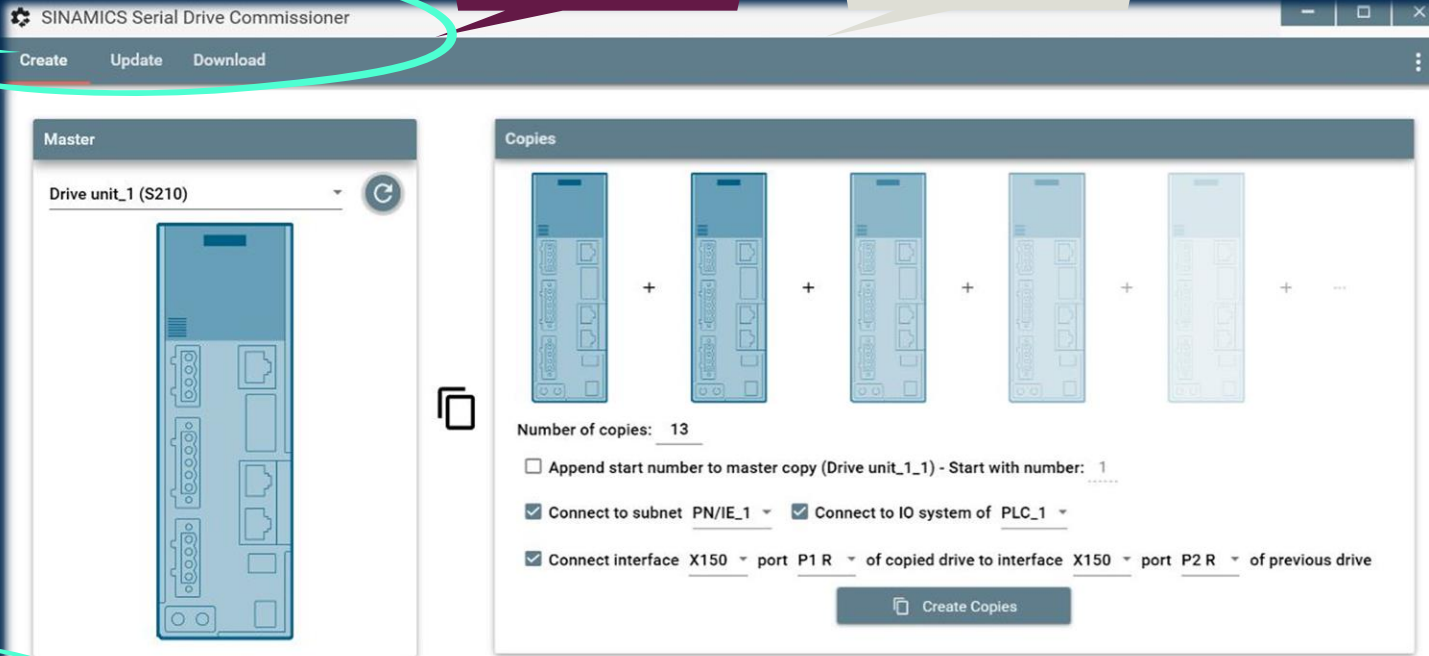 SINAMICS Serial Drive Commissioner
Create Update Download
Master
Drive unit_1 (S210)
Copies
+ + + + + ...
Number of copies: 13
Append start number to master copy (Drive unit_1_1) - Start with number: 1
Connect to subnet PN/IE_1 Connect to IO system of PLC_1
Connect interface X150 port P1 R of copied drive to interface X150 port P2 R of previous drive
Create Copies